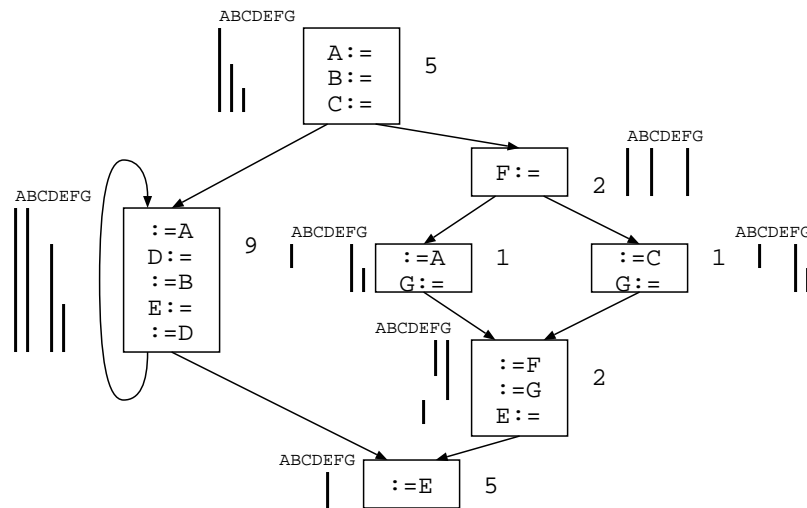 ABCDEFG
A:=
B:=
C:=
5
ABCDEFG
F:=
2
ABCDEFG
:=A
D:=
:=B
E:=
:=D
9
ABCDEFG
:=A
G:=
1
:=C
G:=
1
ABCDEFG
ABCDEFG
:=F
:=G
E:=
2
ABCDEFG
:=E
5